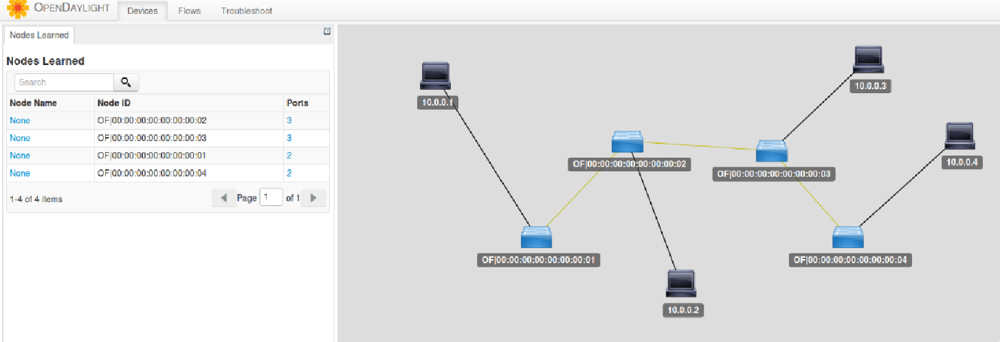 OPENDAYLIGHT Devices Flows Troubleshoot
Nodes Learned
Nodes Learned
Search
Node Name Node ID Ports
None OF|00:00:00:00:00:00:00:02 3
None OF|00:00:00:00:00:00:00:03 3
None OF|00:00:00:00:00:00:00:01 2
None OF|00:00:00:00:00:00:00:04 2
1-4 of 4 items Page 1 of 1
10.0.0.3
10.0.0.1
10.0.0.4
OF|00:00:00:00:00:00:00:02
OF|00:00:00:00:00:00:00:03
OF|00:00:00:00:00:00:00:01
OF|00:00:00:00:00:00:00:04
10.0.0.2